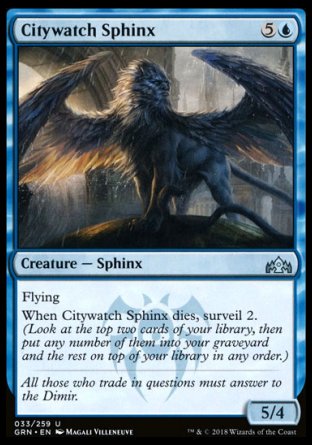 Citywatch Sphinx 5
Creature — Sphinx
Flying
When Citywatch Sphinx dies, surveil 2.
(Look at the top two cards of your library, then
put any number of them into your graveyard
and the rest on top of your library in any order.)
All those who trade in questions must answer to
the Dimir.
5/4
033/259 U
GRN • EN Magali Villeneuve
™ & © 2018 Wizards of the Coast